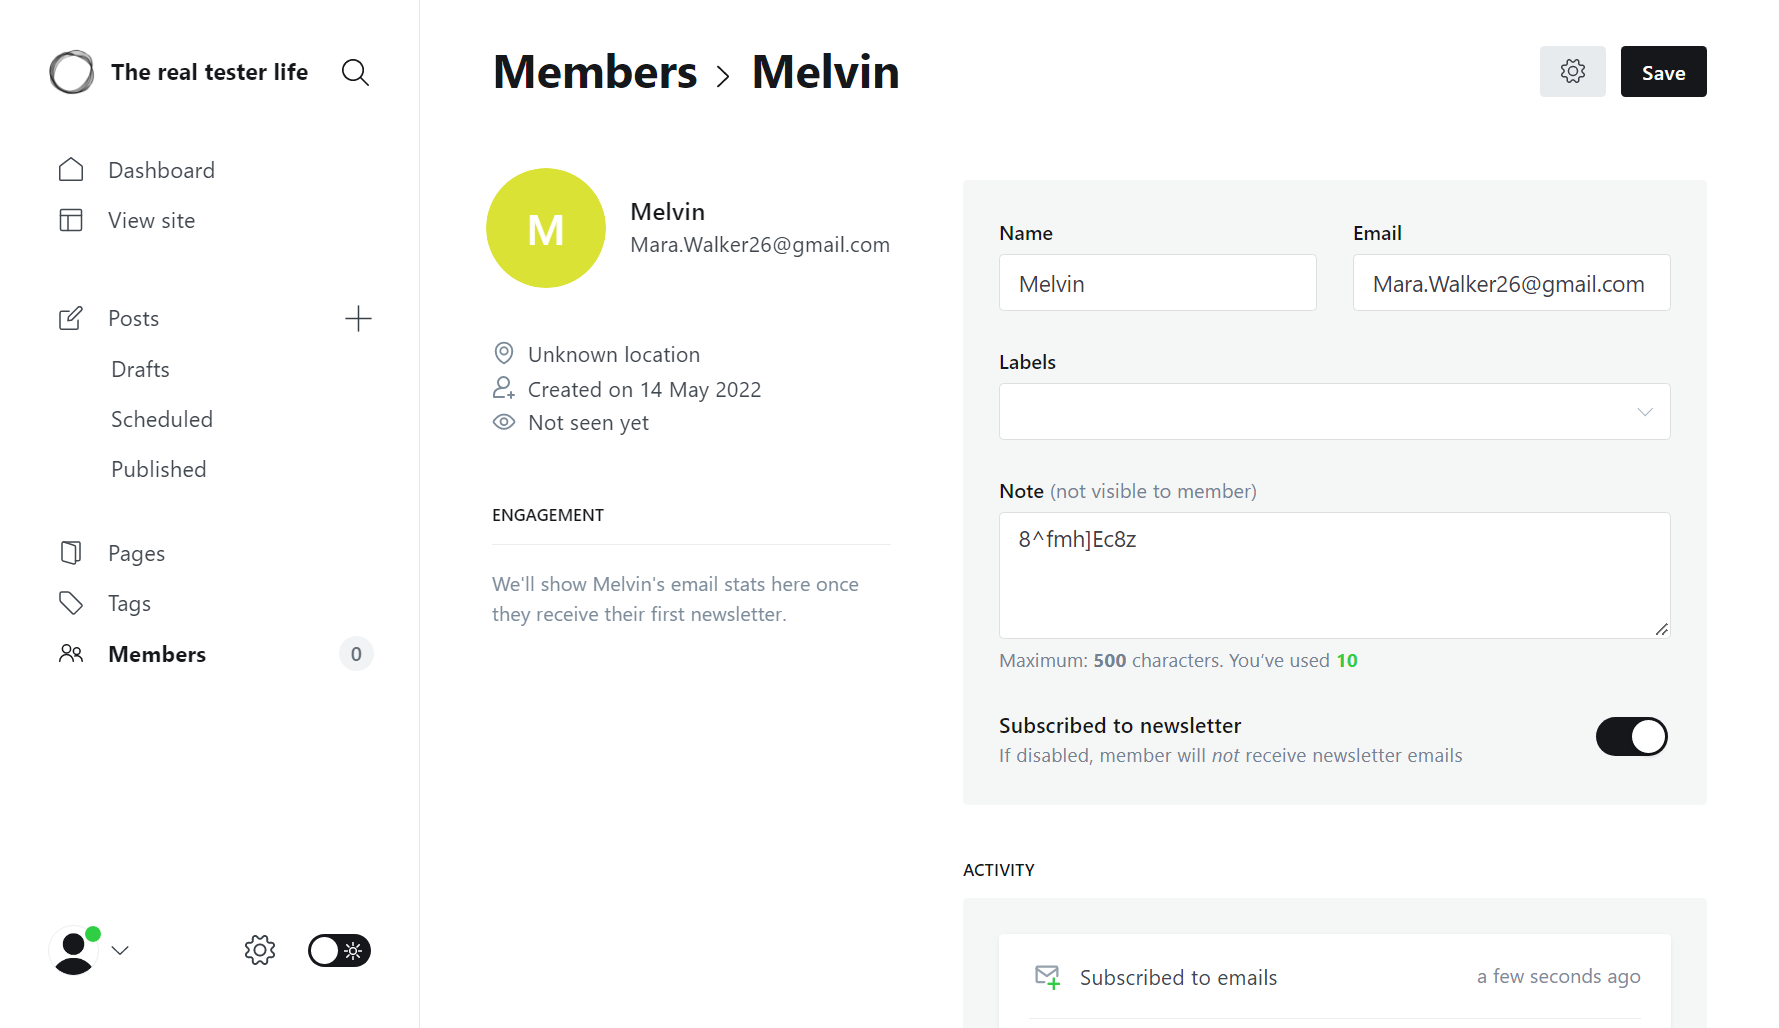 The real tester life
Dashboard
View site
Posts
Drafts
Scheduled
Published
Pages
Tags
Members 0
Members > Melvin
Save
M
Melvin
Mara.Walker26@gmail.com
Unknown location
Created on 14 May 2022
Not seen yet
ENGAGEMENT
We'll show Melvin's email stats here once
they receive their first newsletter.
Name
Melvin
Email
Mara.Walker26@gmail.com
Labels
Note (not visible to member)
8^fmh]Ec8z
Maximum: 500 characters. You’ve used 10
Subscribed to newsletter
If disabled, member will not receive newsletter emails
ACTIVITY
Subscribed to emails a few seconds ago